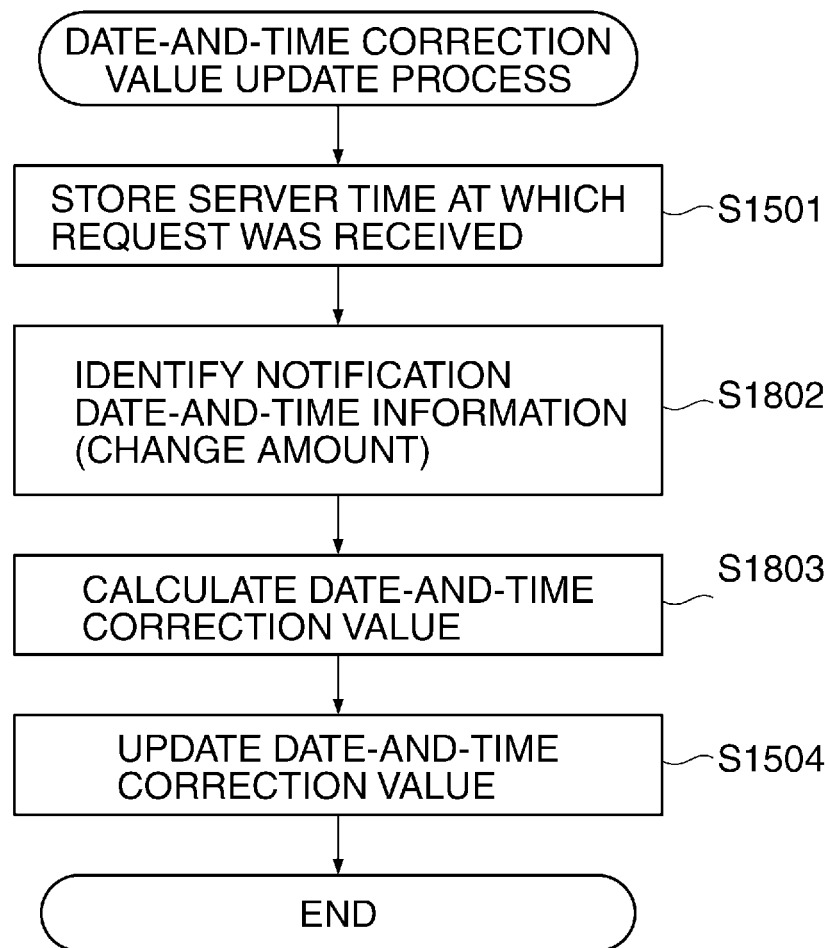 DATE-AND-TIME CORRECTION
VALUE UPDATE PROCESS
STORE SERVER TIME AT WHICH
REQUEST WAS RECEIVED
S1501
IDENTIFY NOTIFICATION
DATE-AND-TIME INFORMATION
(CHANGE AMOUNT)
S1802
CALCULATE DATE-AND-TIME
CORRECTION VALUE
S1803
UPDATE DATE-AND-TIME
CORRECTION VALUE
S1504
END